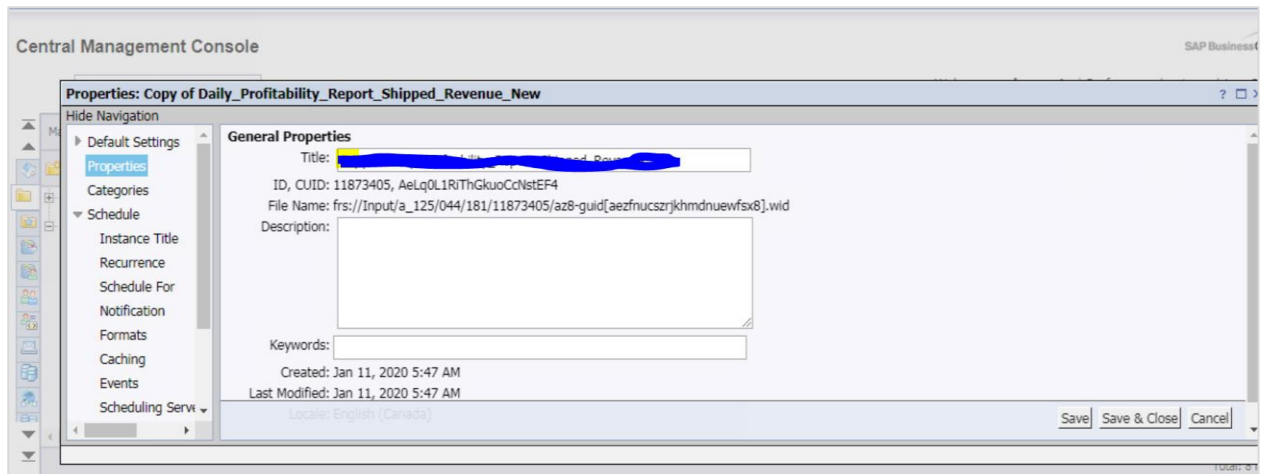 Central Management Console
SAP Business
Properties: Copy of Daily_Profitability_Report_Shipped_Revenue_New
?
Hide Navigation
Default Settings
Properties
Categories
Schedule
Instance Title
Recurrence
Schedule For
Notification
Formats
Caching
Events
Scheduling Serve
General Properties
Title:
ID, CUID: 11873405, AeLq0L1RiThGkuoCcNstEF4
File Name: frs://Input/a_125/044/181/11873405/az8-guid[aezfnucszrjkhmdnuewfsx8].wid
Description:
Keywords:
Created: Jan 11, 2020 5:47 AM
Last Modified: Jan 11, 2020 5:47 AM
Locale: English (Canada)
Save Save & Close Cancel